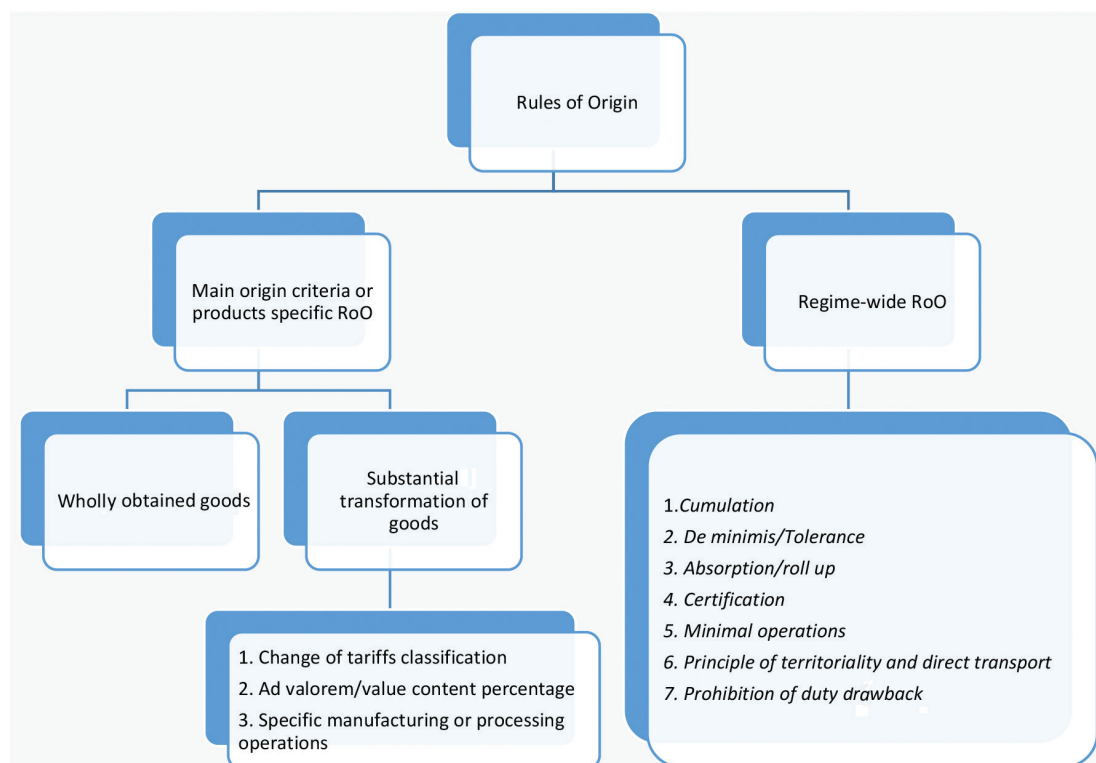 Rules of Origin
Main origin criteria or
products specific RoO
Regime-wide RoO
Wholly obtained goods
Substantial
transformation of
goods
1. Change of tariffs classification
2. Ad valorem/value content percentage
3. Specific manufacturing or processing
operations
1.Cumulation
2. De minimis/Tolerance
3. Absorption/roll up
4. Certification
5. Minimal operations
6. Principle of territoriality and direct transport
7. Prohibition of duty drawback